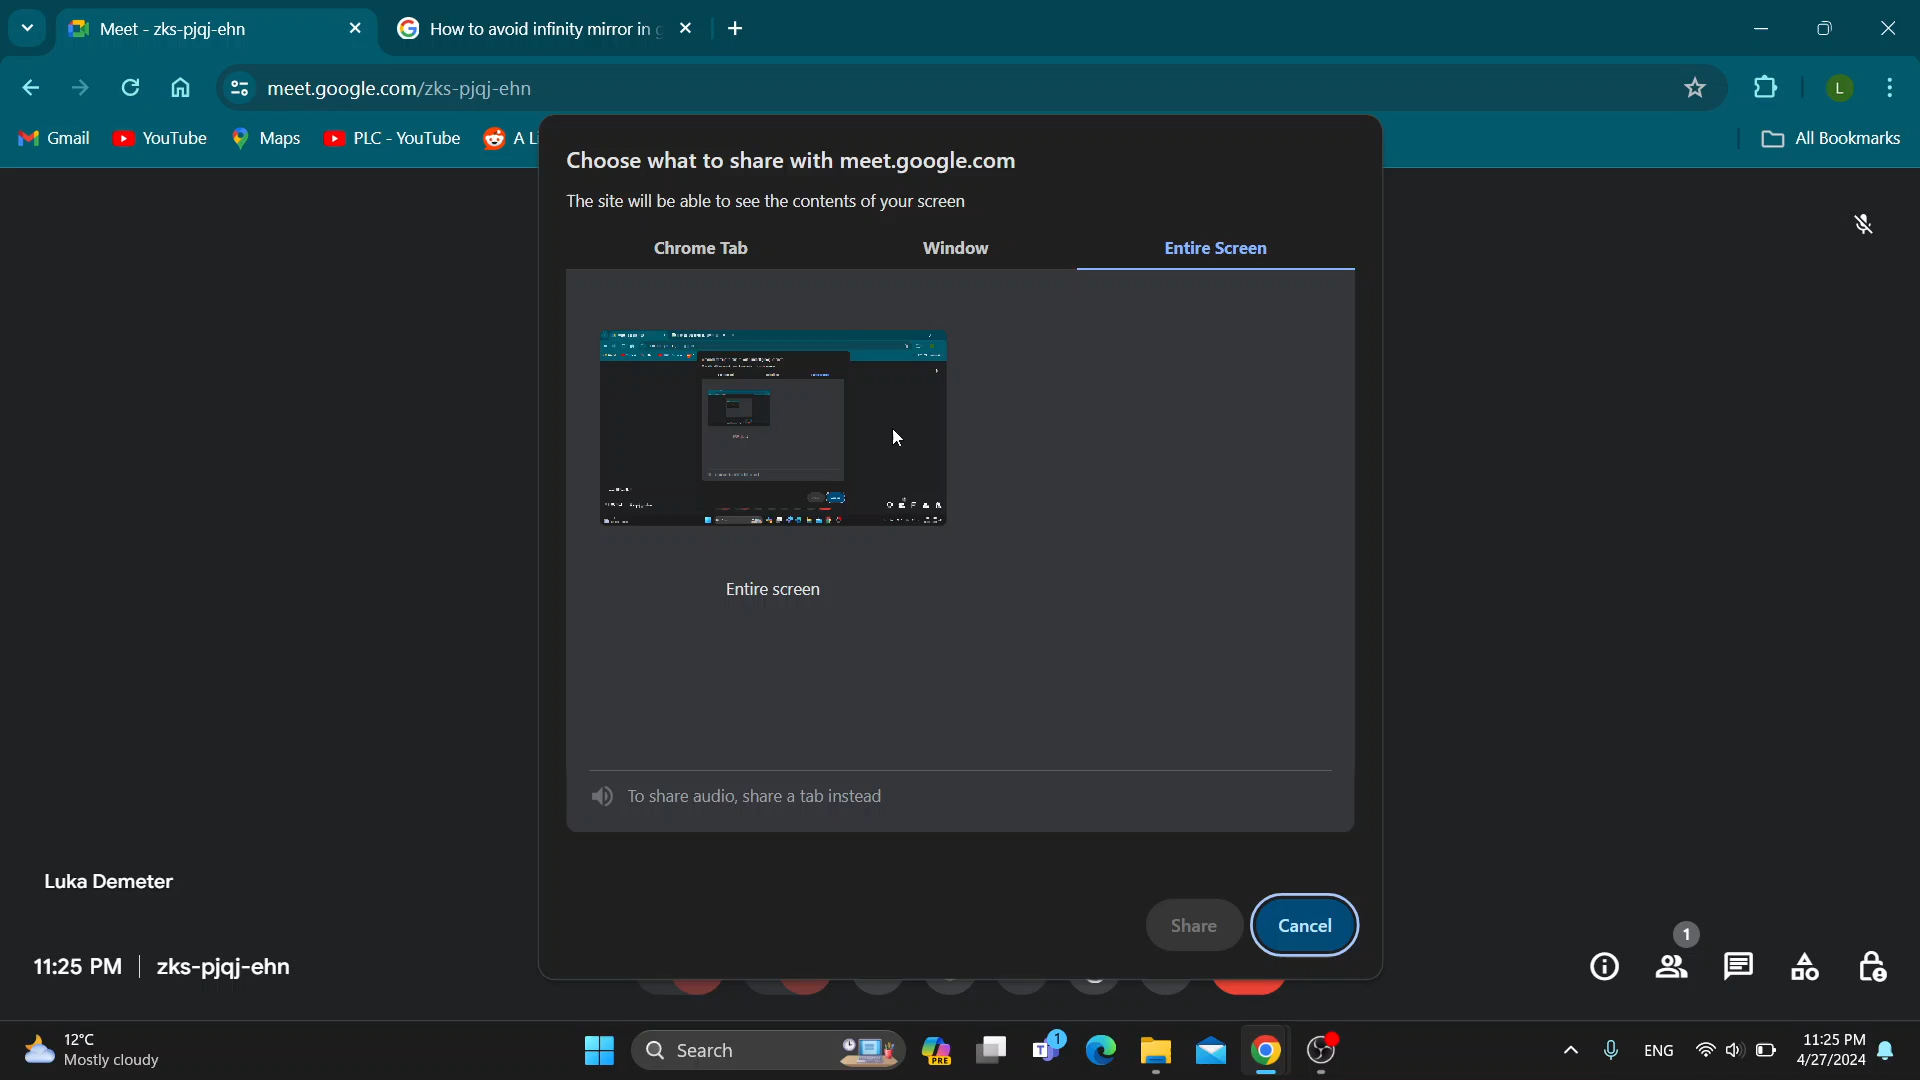 Meet - zks-pjqj-ehn
How to avoid infinity mirror in
meet.google.com/zks-pjqj-ehn
L
Gmail
YouTube
Maps
PLC - YouTube
A Li
All Bookmarks
Choose what to share with meet.google.com
The site will be able to see the contents of your screen
Chrome Tab
Window
Entire Screen
Entire screen
To share audio, share a tab instead
Share
Cancel
Luka Demeter
11:25 PM
zks-pjqj-ehn
1
12°C
Mostly cloudy
Search
PRE
T
1
ENG
11:25 PM
4/27/2024